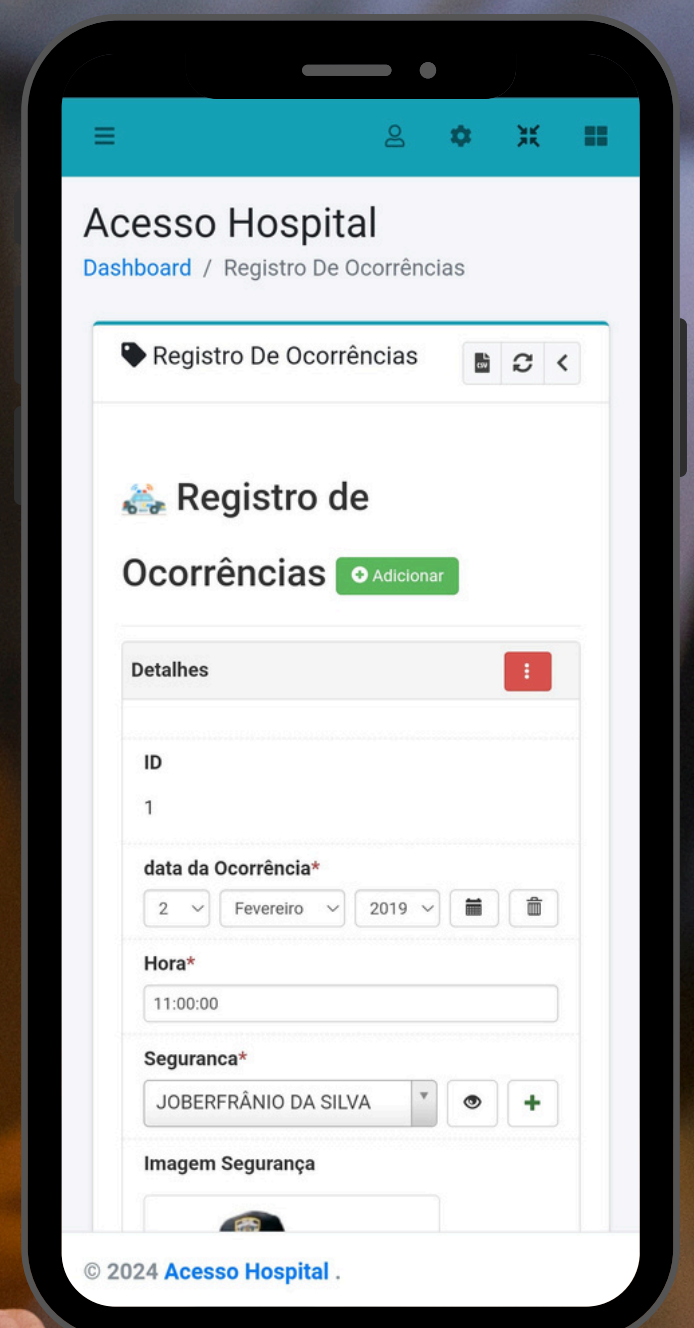 Acesso Hospital
Dashboard / Registro De Ocorrências
Registro De Ocorrências
CSV
Registro de
Ocorrências Adicionar
Detalhes
ID
1
data da Ocorrência*
2 Fevereiro 2019
Hora*
11:00:00
Seguranca*
JOBERFRÂNIO DA SILVA
Imagem Segurança
© 2024 Acesso Hospital .